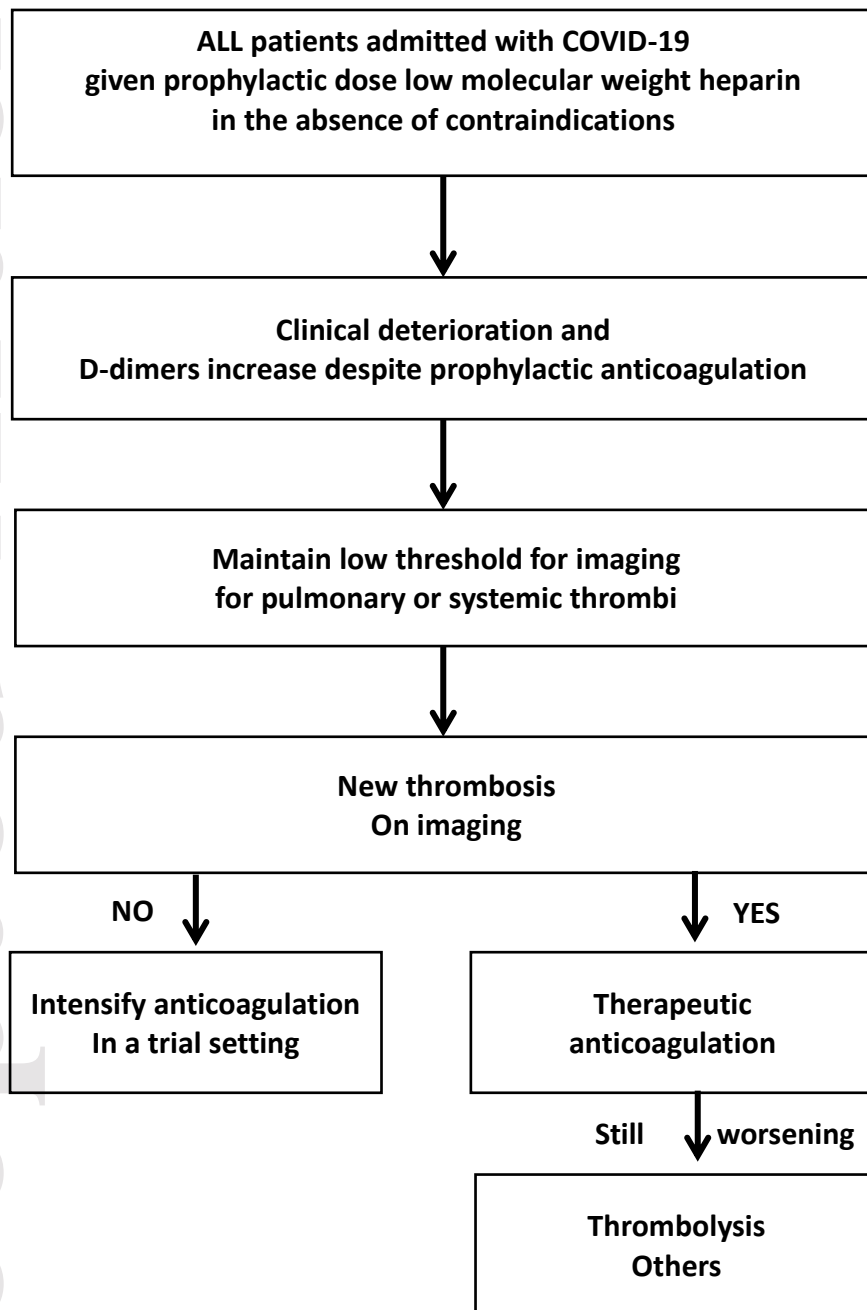 ALL patients admitted with COVID-19
given prophylactic dose low molecular weight heparin
in the absence of contraindications
Clinical deterioration and
D-dimers increase despite prophylactic anticoagulation
Maintain low threshold for imaging
for pulmonary or systemic thrombi
New thrombosis
On imaging
NO
YES
Intensify anticoagulation
In a trial setting
Therapeutic
anticoagulation
Still worsening
Thrombolysis
Others